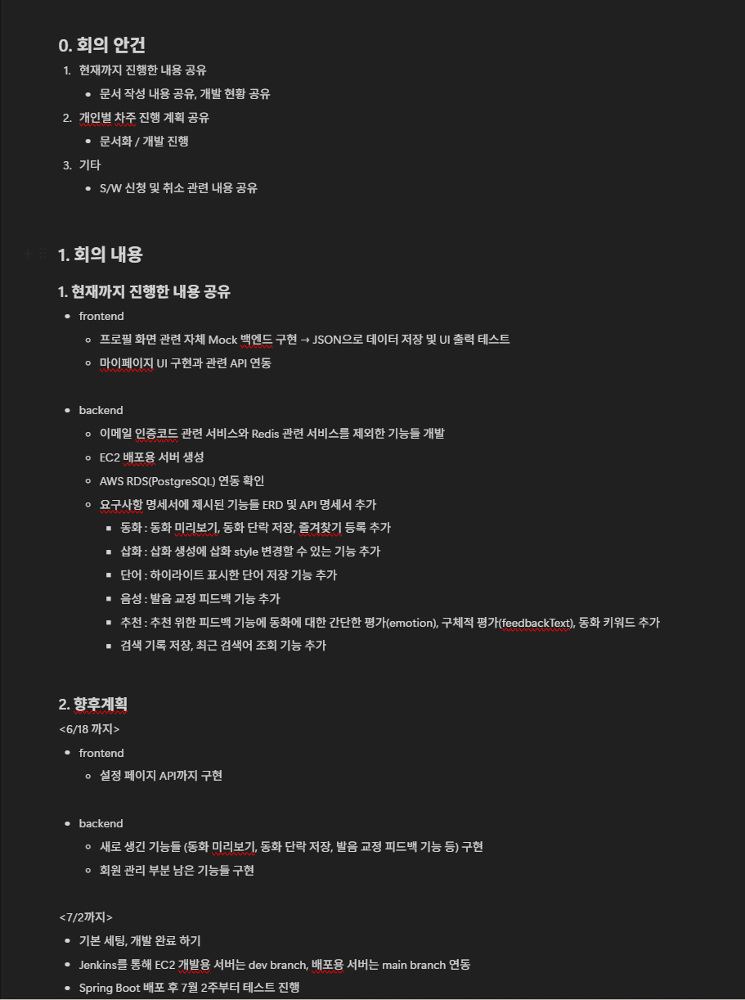 0. 회의 안건
1. 현재까지 진행한 내용 공유
• 문서 작성 내용 공유, 개발 현황 공유
2. 개인별 차주 진행 계획 공유
• 문서화 / 개발 진행
3. 기타
• S/W 신청 및 취소 관련 내용 공유
1. 회의 내용
1. 현재까지 진행한 내용 공유
• frontend
◦ 프로필 화면 관련 자체 Mock 백엔드 구현 → JSON으로 데이터 저장 및 UI 출력 테스트
◦ 마이페이지 UI 구현과 관련 API 연동
• backend
◦ 이메일 인증코드 관련 서비스와 Redis 관련 서비스를 제외한 기능들 개발
◦ EC2 배포용 서버 생성
◦ AWS RDS(PostgreSQL) 연동 확인
◦ 요구사항 명세서에 제시된 기능들 ERD 및 API 명세서 추가
▪ 동화 : 동화 미리보기, 동화 단락 저장, 즐겨찾기 등록 추가
▪ 삽화 : 삽화 생성에 삽화 style 변경할 수 있는 기능 추가
▪ 단어 : 하이라이트 표시한 단어 저장 기능 추가
▪ 음성 : 발음 교정 피드백 기능 추가
▪ 추천 : 추천 위한 피드백 기능에 동화에 대한 간단한 평가(emotion), 구체적 평가(feedbackText), 동화 키워드 추가
▪ 검색 기록 저장, 최근 검색어 조회 기능 추가
2. 향후계획
<6/18 까지>
• frontend
◦ 설정 페이지 API까지 구현
• backend
◦ 새로 생긴 기능들 (동화 미리보기, 동화 단락 저장, 발음 교정 피드백 기능 등) 구현
◦ 회원 관리 부분 남은 기능들 구현
<7/2까지>
• 기본 세팅, 개발 완료 하기
• Jenkins를 통해 EC2 개발용 서버는 dev branch, 배포용 서버는 main branch 연동
• Spring Boot 배포 후 7월 2주부터 테스트 진행